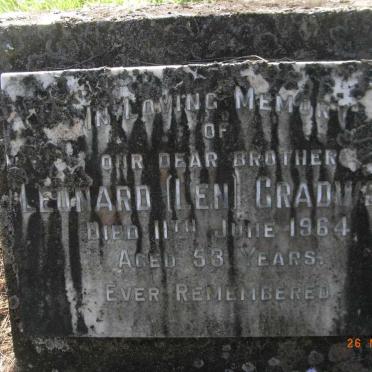 IN LOVING MEMORY
OF
OUR DEAR BROTHER
LEONARD (LEN)
DIED 11TH JUNE 1964
AGED 53 YEARS.
EVER REMEMBERED
26